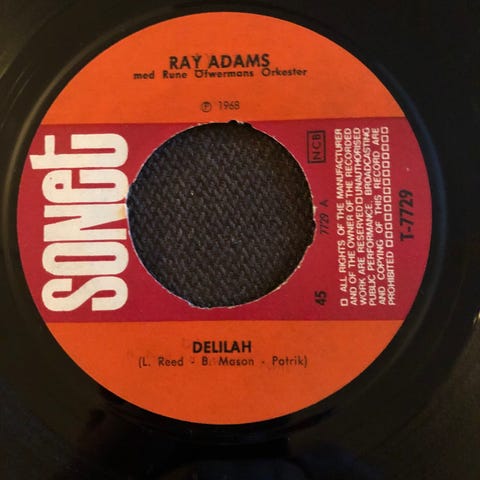 RAY ADAMS
med Rune Öfwermans Orkester
℗ 1968
SONET
NCB
7729 A
45
□ ALL RIGHTS OF THE MANUFACTURER
AND OF THE OWNER OF THE RECORDED
WORK ARE RESERVED□UNAUTHORISED
PUBLIC PERFORMANCE, BROADCASTING
AND COPYING OF THIS RECORD ARE
PROHIBITED □□□□□□□□□□□□
T-7729
DELILAH
(L. Reed - B. Mason - Patrik)